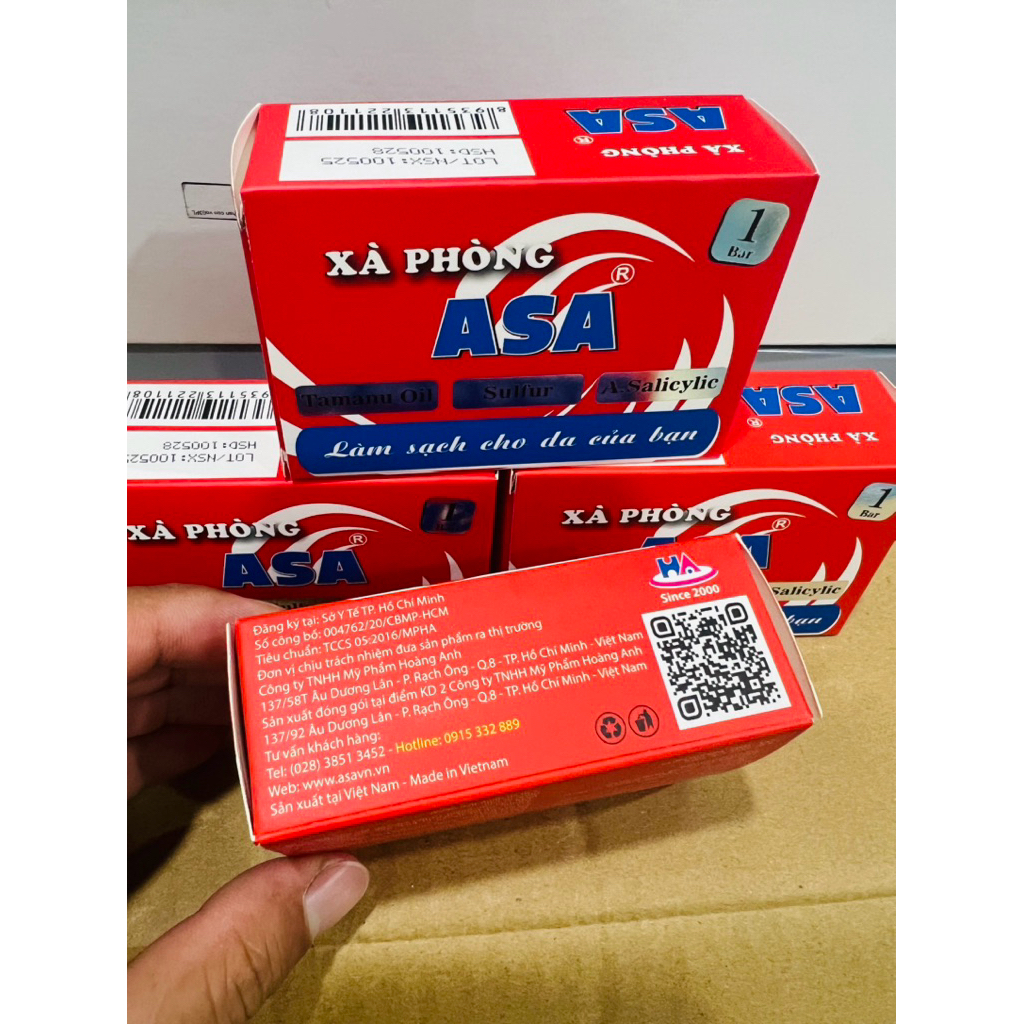 8935113221108
LOT/NSX: 100525
HSD: 100528
XÀ PHÒNG
ASA®
1
Bar
XÀ PHÒNG
ASA®
Tamanu Oil
Sulfur
A.Salicylic
Làm sạch cho da của bạn
8935113221108
HSD: 100528
LOT/NSX: 100525
XÀ PHÒNG
ASA®
1
XÀ PHÒNG
ASA®
XÀ PHÒNG
ASA®
1
Bar
Salicylic
bạn
HA
Since 2000
Đăng ký tại: Sở Y Tế TP. Hồ Chí Minh
Số công bố: 004762/20/CBMP-HCM
Tiêu chuẩn: TCCS 05:2016/MPHA
Đơn vị chịu trách nhiệm đưa sản phẩm ra thị trường
Công ty TNHH Mỹ Phẩm Hoàng Anh
137/58T Âu Dương Lân - P. Rạch Ông - Q.8 - TP. Hồ Chí Minh - Việt Nam
Sản xuất đóng gói tại điểm KD 2 Công ty TNHH Mỹ Phẩm Hoàng Anh
137/92 Âu Dương Lân - P. Rạch Ông - Q.8 - TP. Hồ Chí Minh - Việt Nam
Tư vấn khách hàng:
Tel: (028) 3851 3452 - Hotline: 0915 332 889
Web: www.asavn.vn
Sản xuất tại Việt Nam - Made in Vietnam